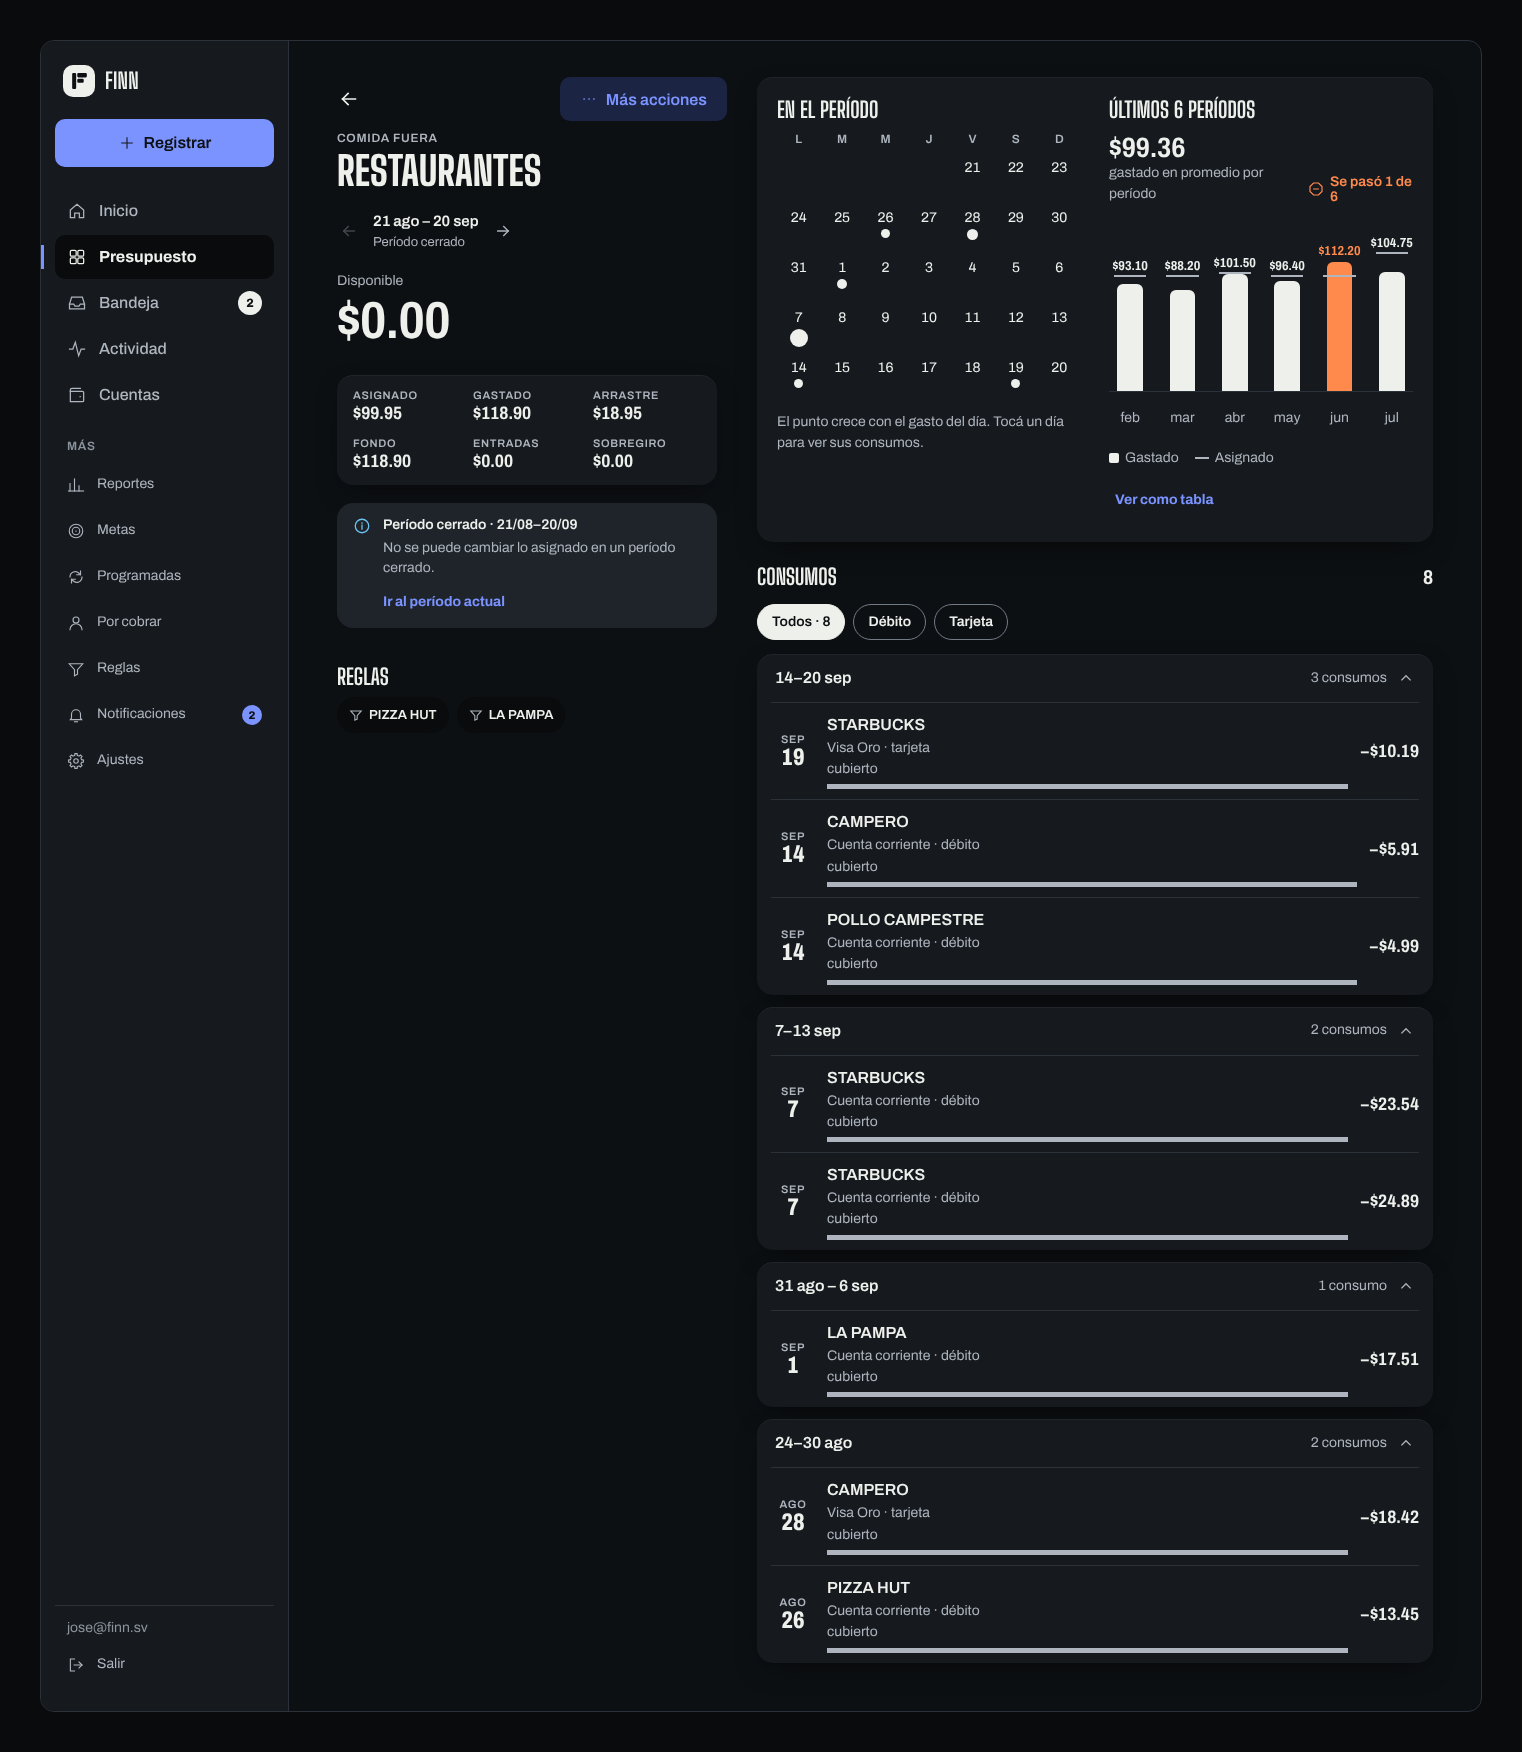 FINN
Registrar
Inicio
Presupuesto
Bandeja 2
Actividad
Cuentas
MÁS
Reportes
Metas
Programadas
Por cobrar
Reglas
Notificaciones 2
Ajustes
jose@finn.sv
Salir
Más acciones
COMIDA FUERA
RESTAURANTES
21 ago – 20 sep
Período cerrado
Disponible
$0.00
ASIGNADO GASTADO ARRASTRE
$99.95 $118.90 $18.95
FONDO ENTRADAS SOBREGIRO
$118.90 $0.00 $0.00
Período cerrado · 21/08–20/09
No se puede cambiar lo asignado en un período
cerrado.
Ir al período actual
REGLAS
PIZZA HUT LA PAMPA
EN EL PERÍODO
L M M J V S D
21 22 23
24 25 26 27 28 29 30
31 1 2 3 4 5 6
7 8 9 10 11 12 13
14 15 16 17 18 19 20
El punto crece con el gasto del día. Tocá un día
para ver sus consumos.
ÚLTIMOS 6 PERÍODOS
$99.36
gastado en promedio por
período
Se pasó 1 de
6
$93.10 $88.20 $101.50 $96.40 $112.20 $104.75
feb mar abr may jun jul
Gastado Asignado
Ver como tabla
CONSUMOS 8
Todos · 8 Débito Tarjeta
14–20 sep 3 consumos
SEP
19
STARBUCKS
Visa Oro · tarjeta
cubierto
–$10.19
SEP
14
CAMPERO
Cuenta corriente · débito
cubierto
–$5.91
SEP
14
POLLO CAMPESTRE
Cuenta corriente · débito
cubierto
–$4.99
7–13 sep 2 consumos
SEP
7
STARBUCKS
Cuenta corriente · débito
cubierto
–$23.54
SEP
7
STARBUCKS
Cuenta corriente · débito
cubierto
–$24.89
31 ago – 6 sep 1 consumo
SEP
1
LA PAMPA
Cuenta corriente · débito
cubierto
–$17.51
24–30 ago 2 consumos
AGO
28
CAMPERO
Visa Oro · tarjeta
cubierto
–$18.42
AGO
26
PIZZA HUT
Cuenta corriente · débito
cubierto
–$13.45